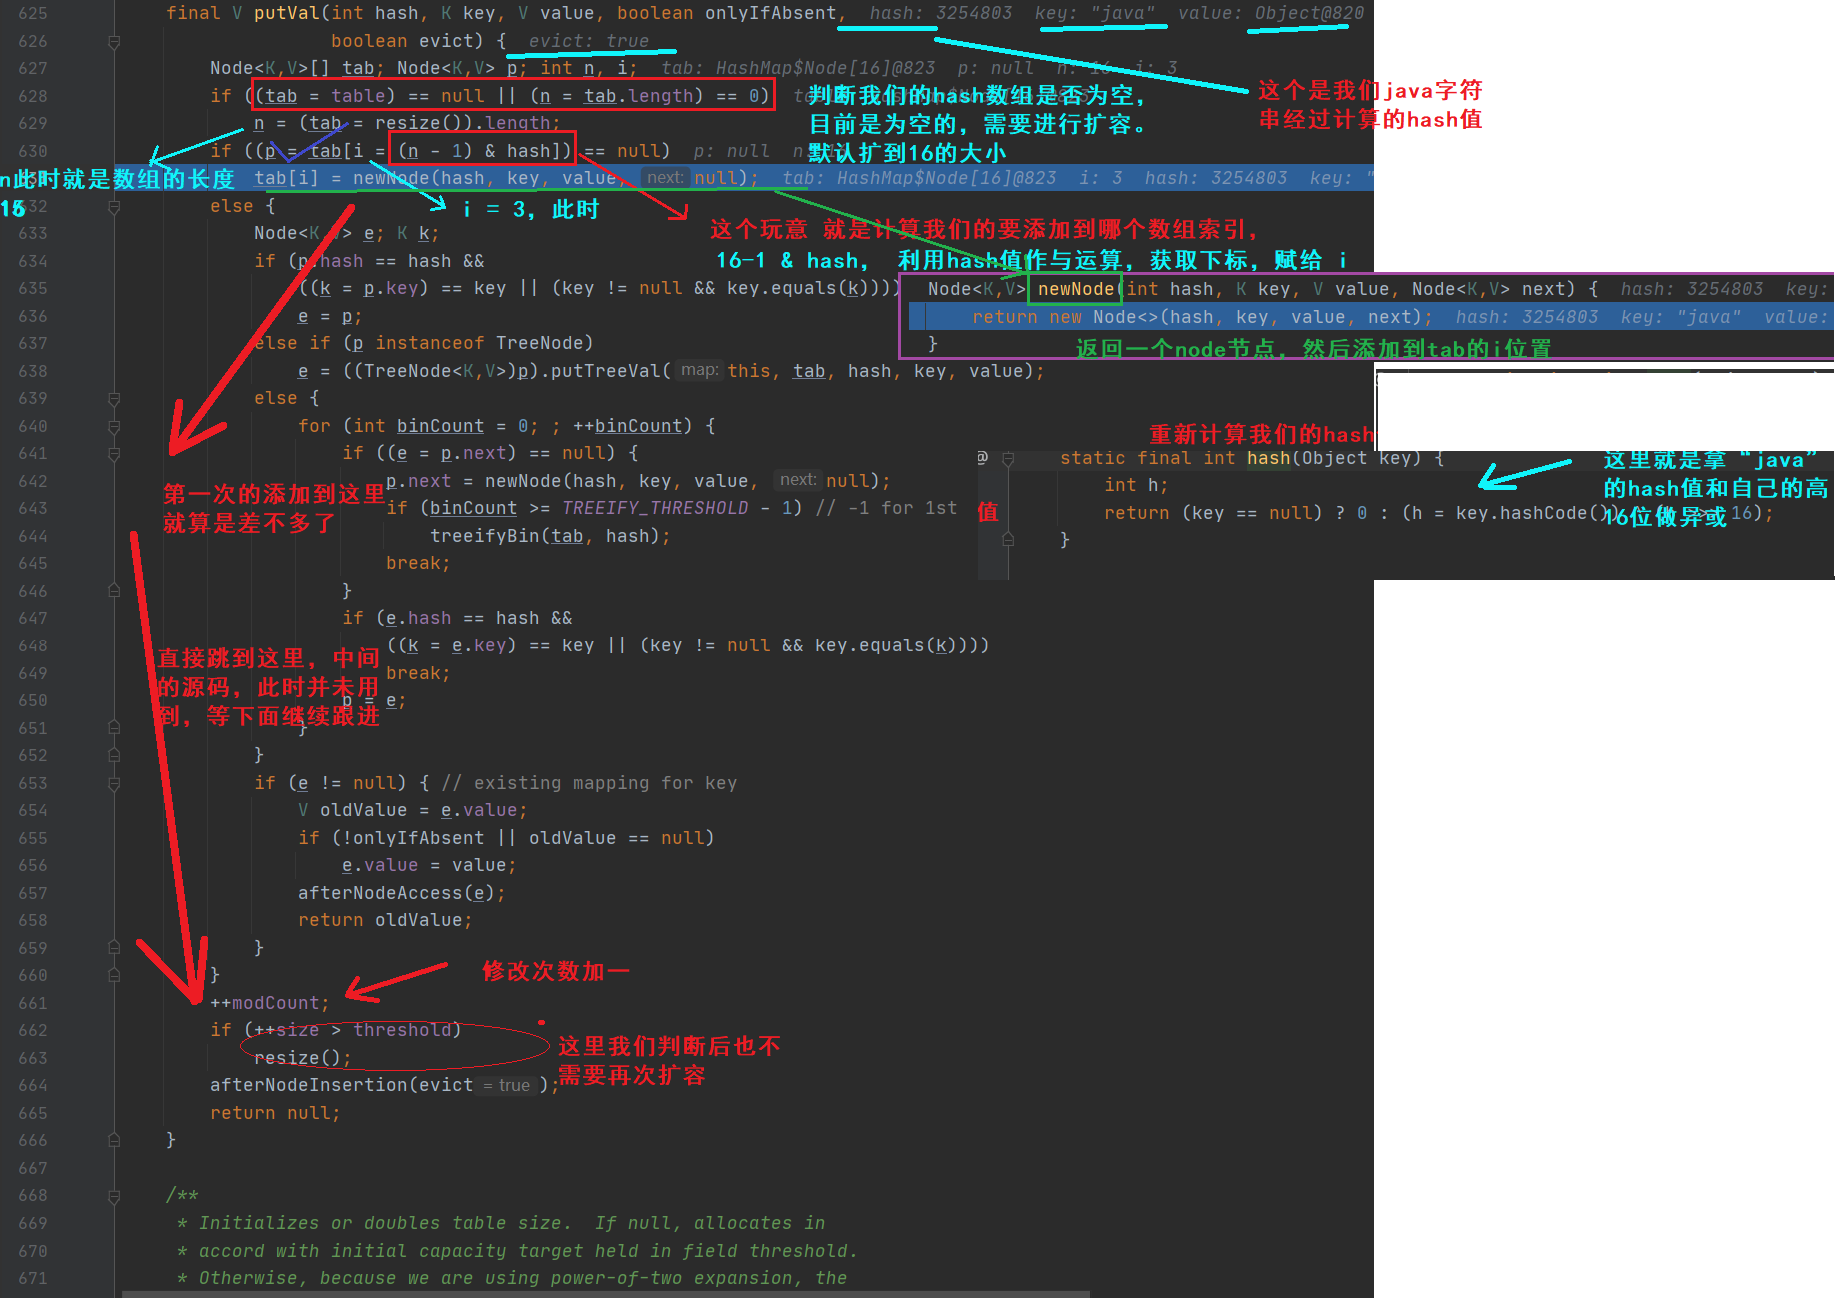 625 final V putVal(int hash, K key, V value, boolean onlyIfAbsent, hash: 3254803 key: "java" value: Object@820
626 boolean evict) { evict: true
627 Node<K,V>[] tab; Node<K,V> p; int n, i; tab: HashMap$Node[16]@823 p: null n: 16 i: 3
628 if ((tab = table) == null || (n = tab.length) == 0)
629 n = (tab = resize()).length;
630 if ((p = tab[i = (n - 1) & hash]) == null) p: null
tab[i] = newNode(hash, key, value, next: null); tab: HashMap$Node[16]@823 i: 3 hash: 3254803 key: "
632 else {
633 Node<K,V> e; K k;
634 if (p.hash == hash &&
635 ((k = p.key) == key || (key != null && key.equals(k))))
636 e = p;
637 else if (p instanceof TreeNode)
638 e = ((TreeNode<K,V>)p).putTreeVal( map: this, tab, hash, key, value);
639 else {
640 for (int binCount = 0; ; ++binCount) {
641 if ((e = p.next) == null) {
642 p.next = newNode(hash, key, value, next: null);
643 if (binCount >= TREEIFY_THRESHOLD - 1) // -1 for 1st
644 treeifyBin(tab, hash);
645 break;
646 }
647 if (e.hash == hash &&
648 ((k = e.key) == key || (key != null && key.equals(k))))
649 break;
650 p = e;
651 }
652 }
653 if (e != null) { // existing mapping for key
654 V oldValue = e.value;
655 if (!onlyIfAbsent || oldValue == null)
656 e.value = value;
657 afterNodeAccess(e);
658 return oldValue;
659 }
660 }
661 ++modCount;
662 if (++size > threshold)
663 resize();
664 afterNodeInsertion(evict = true );
665 return null;
666 }
667
668 /**
669 * Initializes or doubles table size.  If null, allocates in
670 * accord with initial capacity target held in field threshold.
671 * Otherwise, because we are using power-of-two expansion, the
这个是我们java字符
串经过计算的hash值
判断我们的hash数组是否为空，
目前是为空的，需要进行扩容。
默认扩到16的大小
n此时就是数组的长度
i = 3，此时
这个玩意 就是计算我们的要添加到哪个数组索引，
16-1 & hash， 利用hash值作与运算，获取下标，赋给 i
Node<K,V> newNode(int hash, K key, V value, Node<K,V> next) { hash: 3254803 key:
return new Node<>(hash, key, value, next); hash: 3254803 key: "java" value:
}
返回一个node节点，然后添加到tab的i位置
重新计算我们的hash
值
@ static final int hash(Object key) {
int h;
return (key == null) ? 0 : (h = key.hashCode()) 16);
}
这里就是拿 “java”
的hash值和自己的高
16位做异或
第一次的添加到这里
就算是差不多了
直接跳到这里，中间
的源码，此时并未用
到，等下面继续跟进
修改次数加一
这里我们判断后也不
需要再次扩容